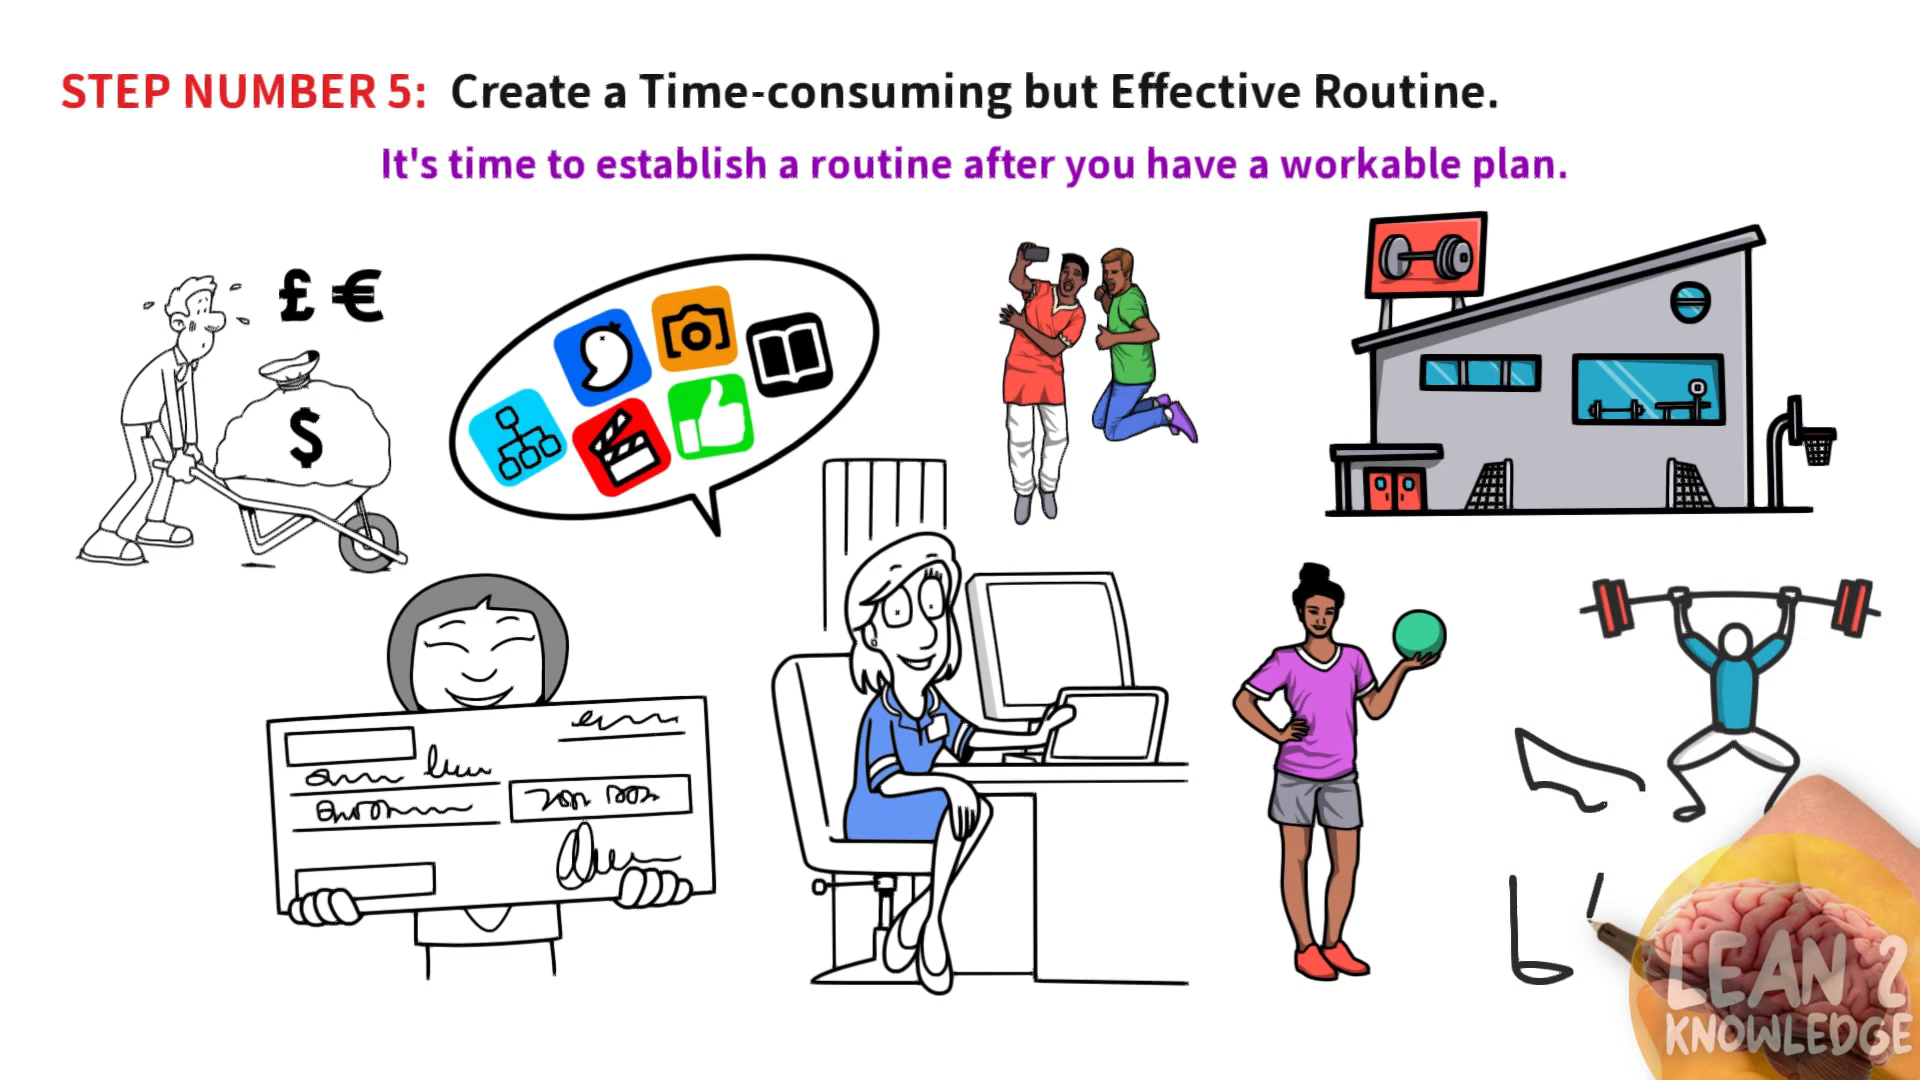 STEP NUMBER 5: Create a Time-consuming but Effective Routine.
It's time to establish a routine after you have a workable plan.
£ €
$
LEAN 2
KNOWLEDGE